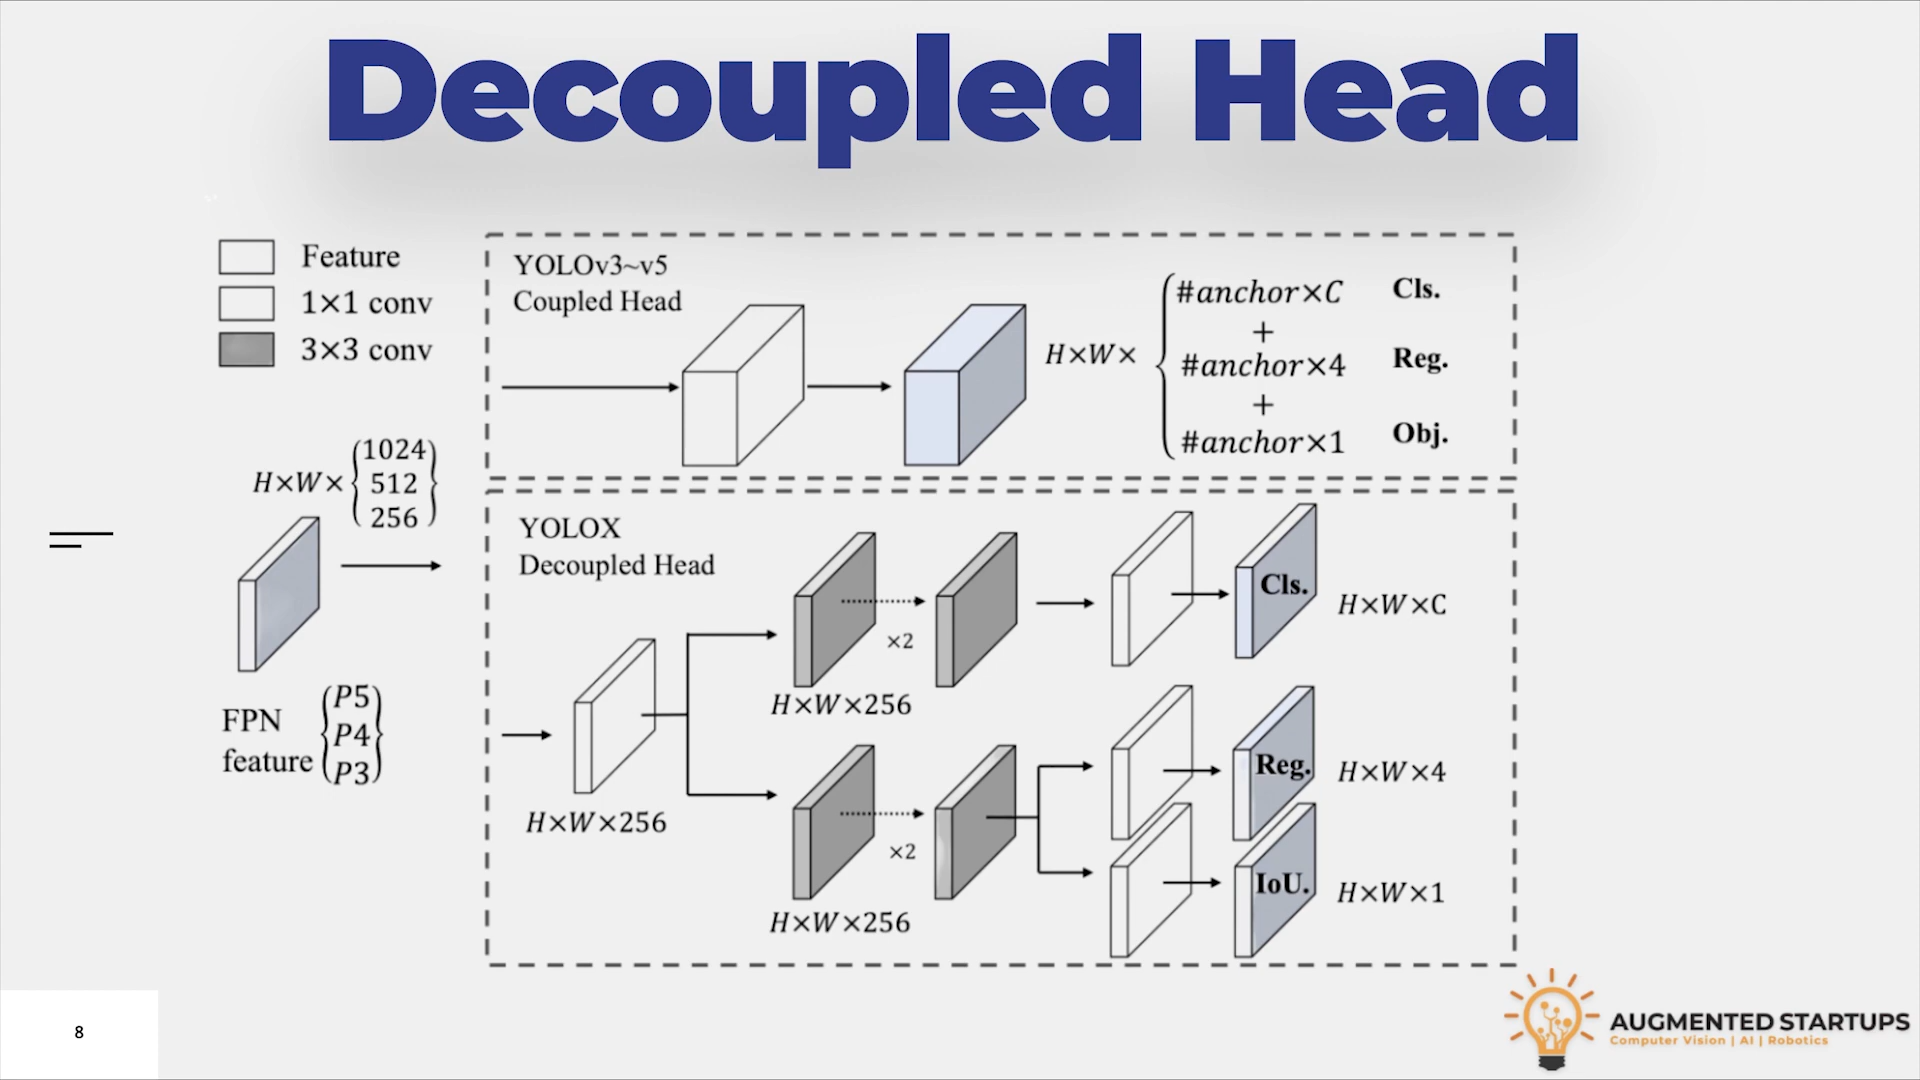 Decoupled Head
Feature
1×1 conv
3×3 conv
H×W×{1024
512
256}
FPN
feature
{P5
P4
P3}
YOLOv3~v5
Coupled Head
H×W×
#anchor×C Cls.
+
#anchor×4 Reg.
+
#anchor×1 Obj.
YOLOX
Decoupled Head
H×W×256
×2
H×W×256
Cls.
H×W×C
×2
H×W×256
Reg.
H×W×4
IoU.
H×W×1
8
AUGMENTED STARTUPS
Computer Vision | AI | Robotics